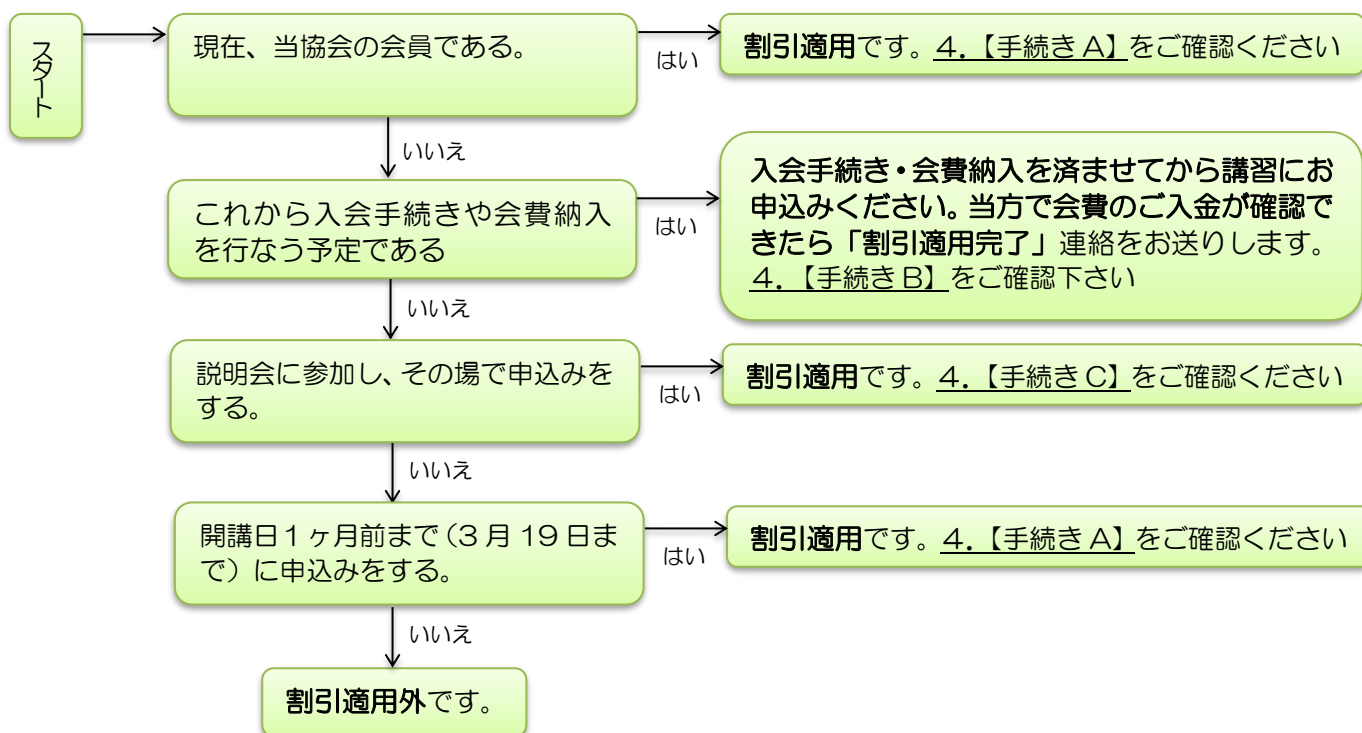 スタート
現在、当協会の会員である。
はい
割引適用です。4.【手続きA】をご確認ください
いいえ
これから入会手続きや会費納入
を行なう予定である
はい
入会手続き・会費納入を済ませてから講習にお
申込みください。当方で会費のご入金が確認で
きたら「割引適用完了」連絡をお送りします。
4.【手続きB】をご確認下さい
いいえ
説明会に参加し、その場で申込みを
する。
はい
割引適用です。4.【手続きC】をご確認ください
いいえ
開講日1ヶ月前まで(3月19日ま
で)に申込みをする。
はい
割引適用です。4.【手続きA】をご確認ください
いいえ
割引適用外です。